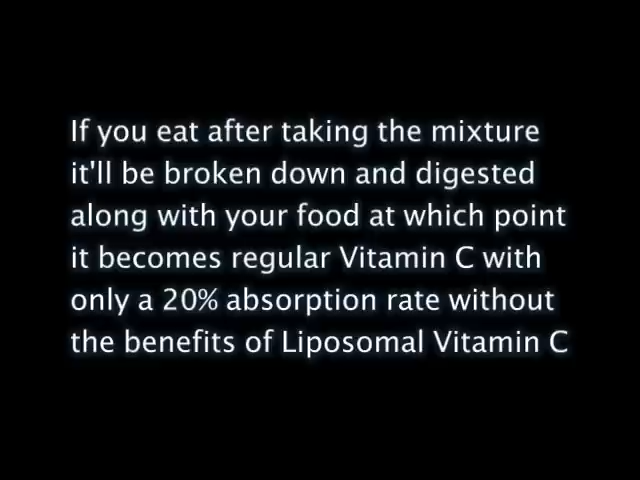 If you eat after taking the mixture
it'll be broken down and digested
along with your food at which point
it becomes regular Vitamin C with
only a 20% absorption rate without
the benefits of Liposomal Vitamin C